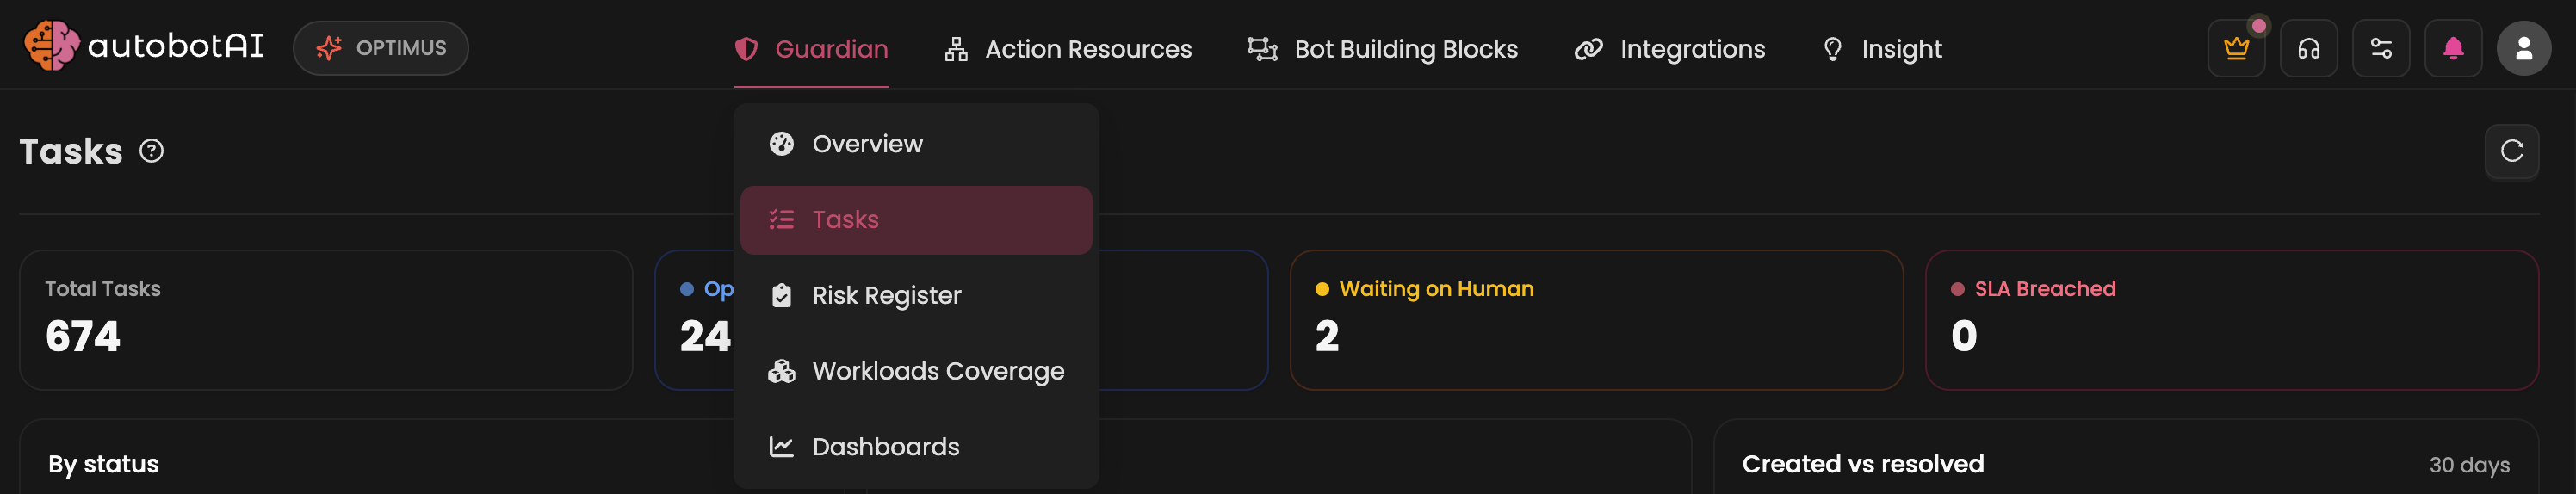 autobotAI
OPTIMUS
Guardian
Action Resources
Bot Building Blocks
Integrations
Insight
Tasks
Overview
Tasks
Risk Register
Workloads Coverage
Dashboards
Total Tasks
674
Op
24
Waiting on Human
2
SLA Breached
0
By status
Created vs resolved
30 days